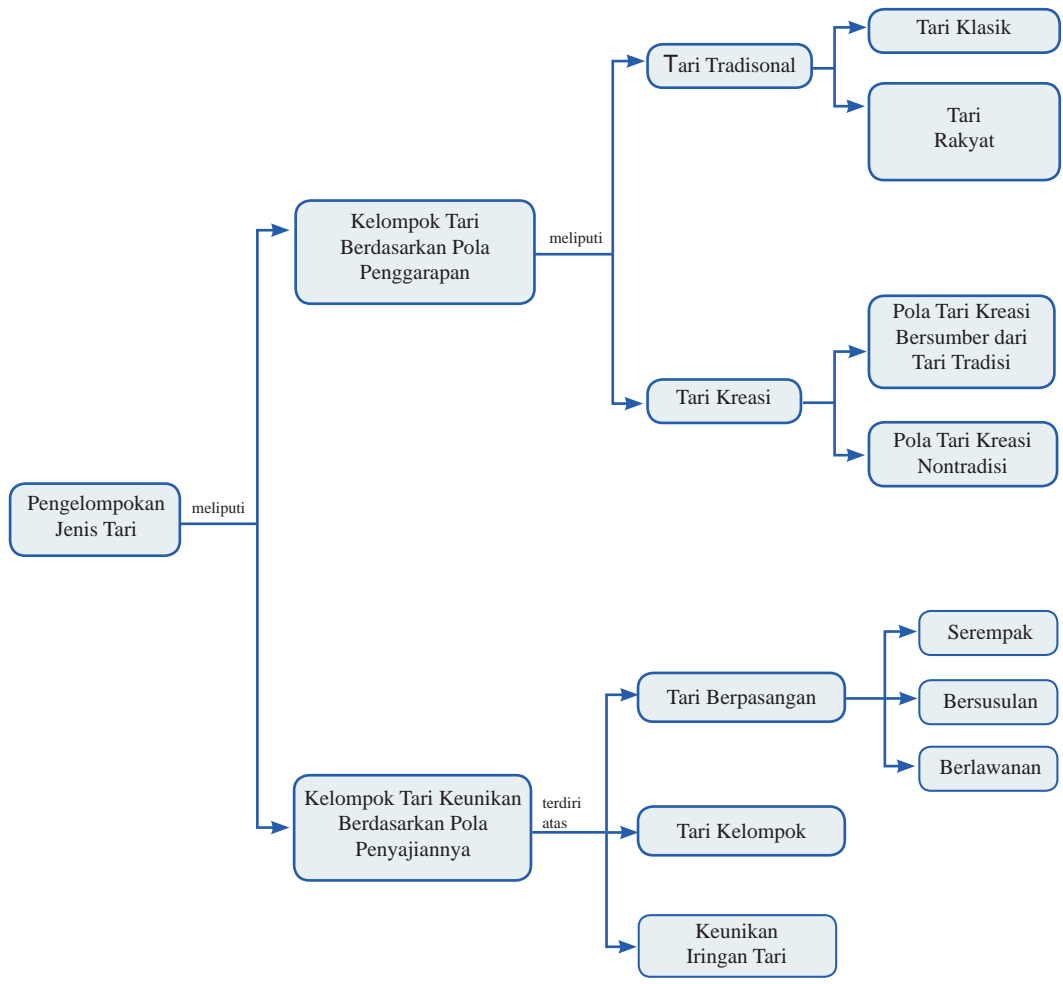 Tari Klasik
Tari Tradisonal
Tari
Rakyat
Kelompok Tari
Berdasarkan Pola
Penggarapan
meliputi
Pola Tari Kreasi
Bersumber dari
Tari Tradisi
Tari Kreasi
Pola Tari Kreasi
Nontradisi
Pengelompokan
Jenis Tari
meliputi
Serempak
Tari Berpasangan
Bersusulan
Berlawanan
Kelompok Tari Keunikan
Berdasarkan Pola
Penyajiannya
terdiri
atas
Tari Kelompok
Keunikan
Iringan Tari